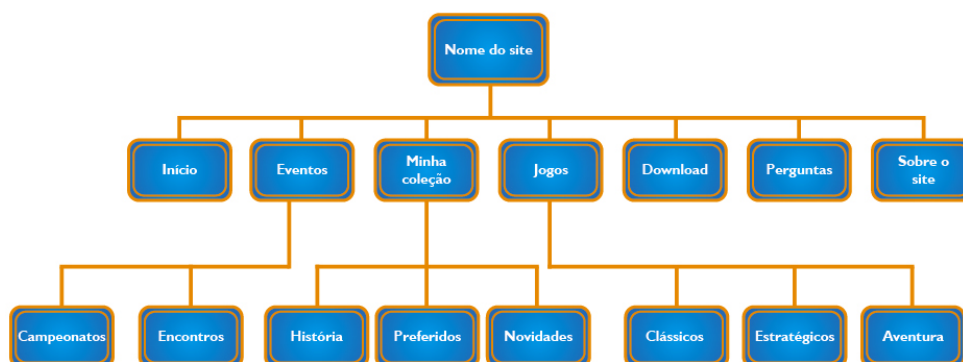 Nome do site
Início
Eventos
Minha
coleção
Jogos
Download
Perguntas
Sobre o
site
Campeonatos
Encontros
História
Preferidos
Novidades
Clássicos
Estratégicos
Aventura